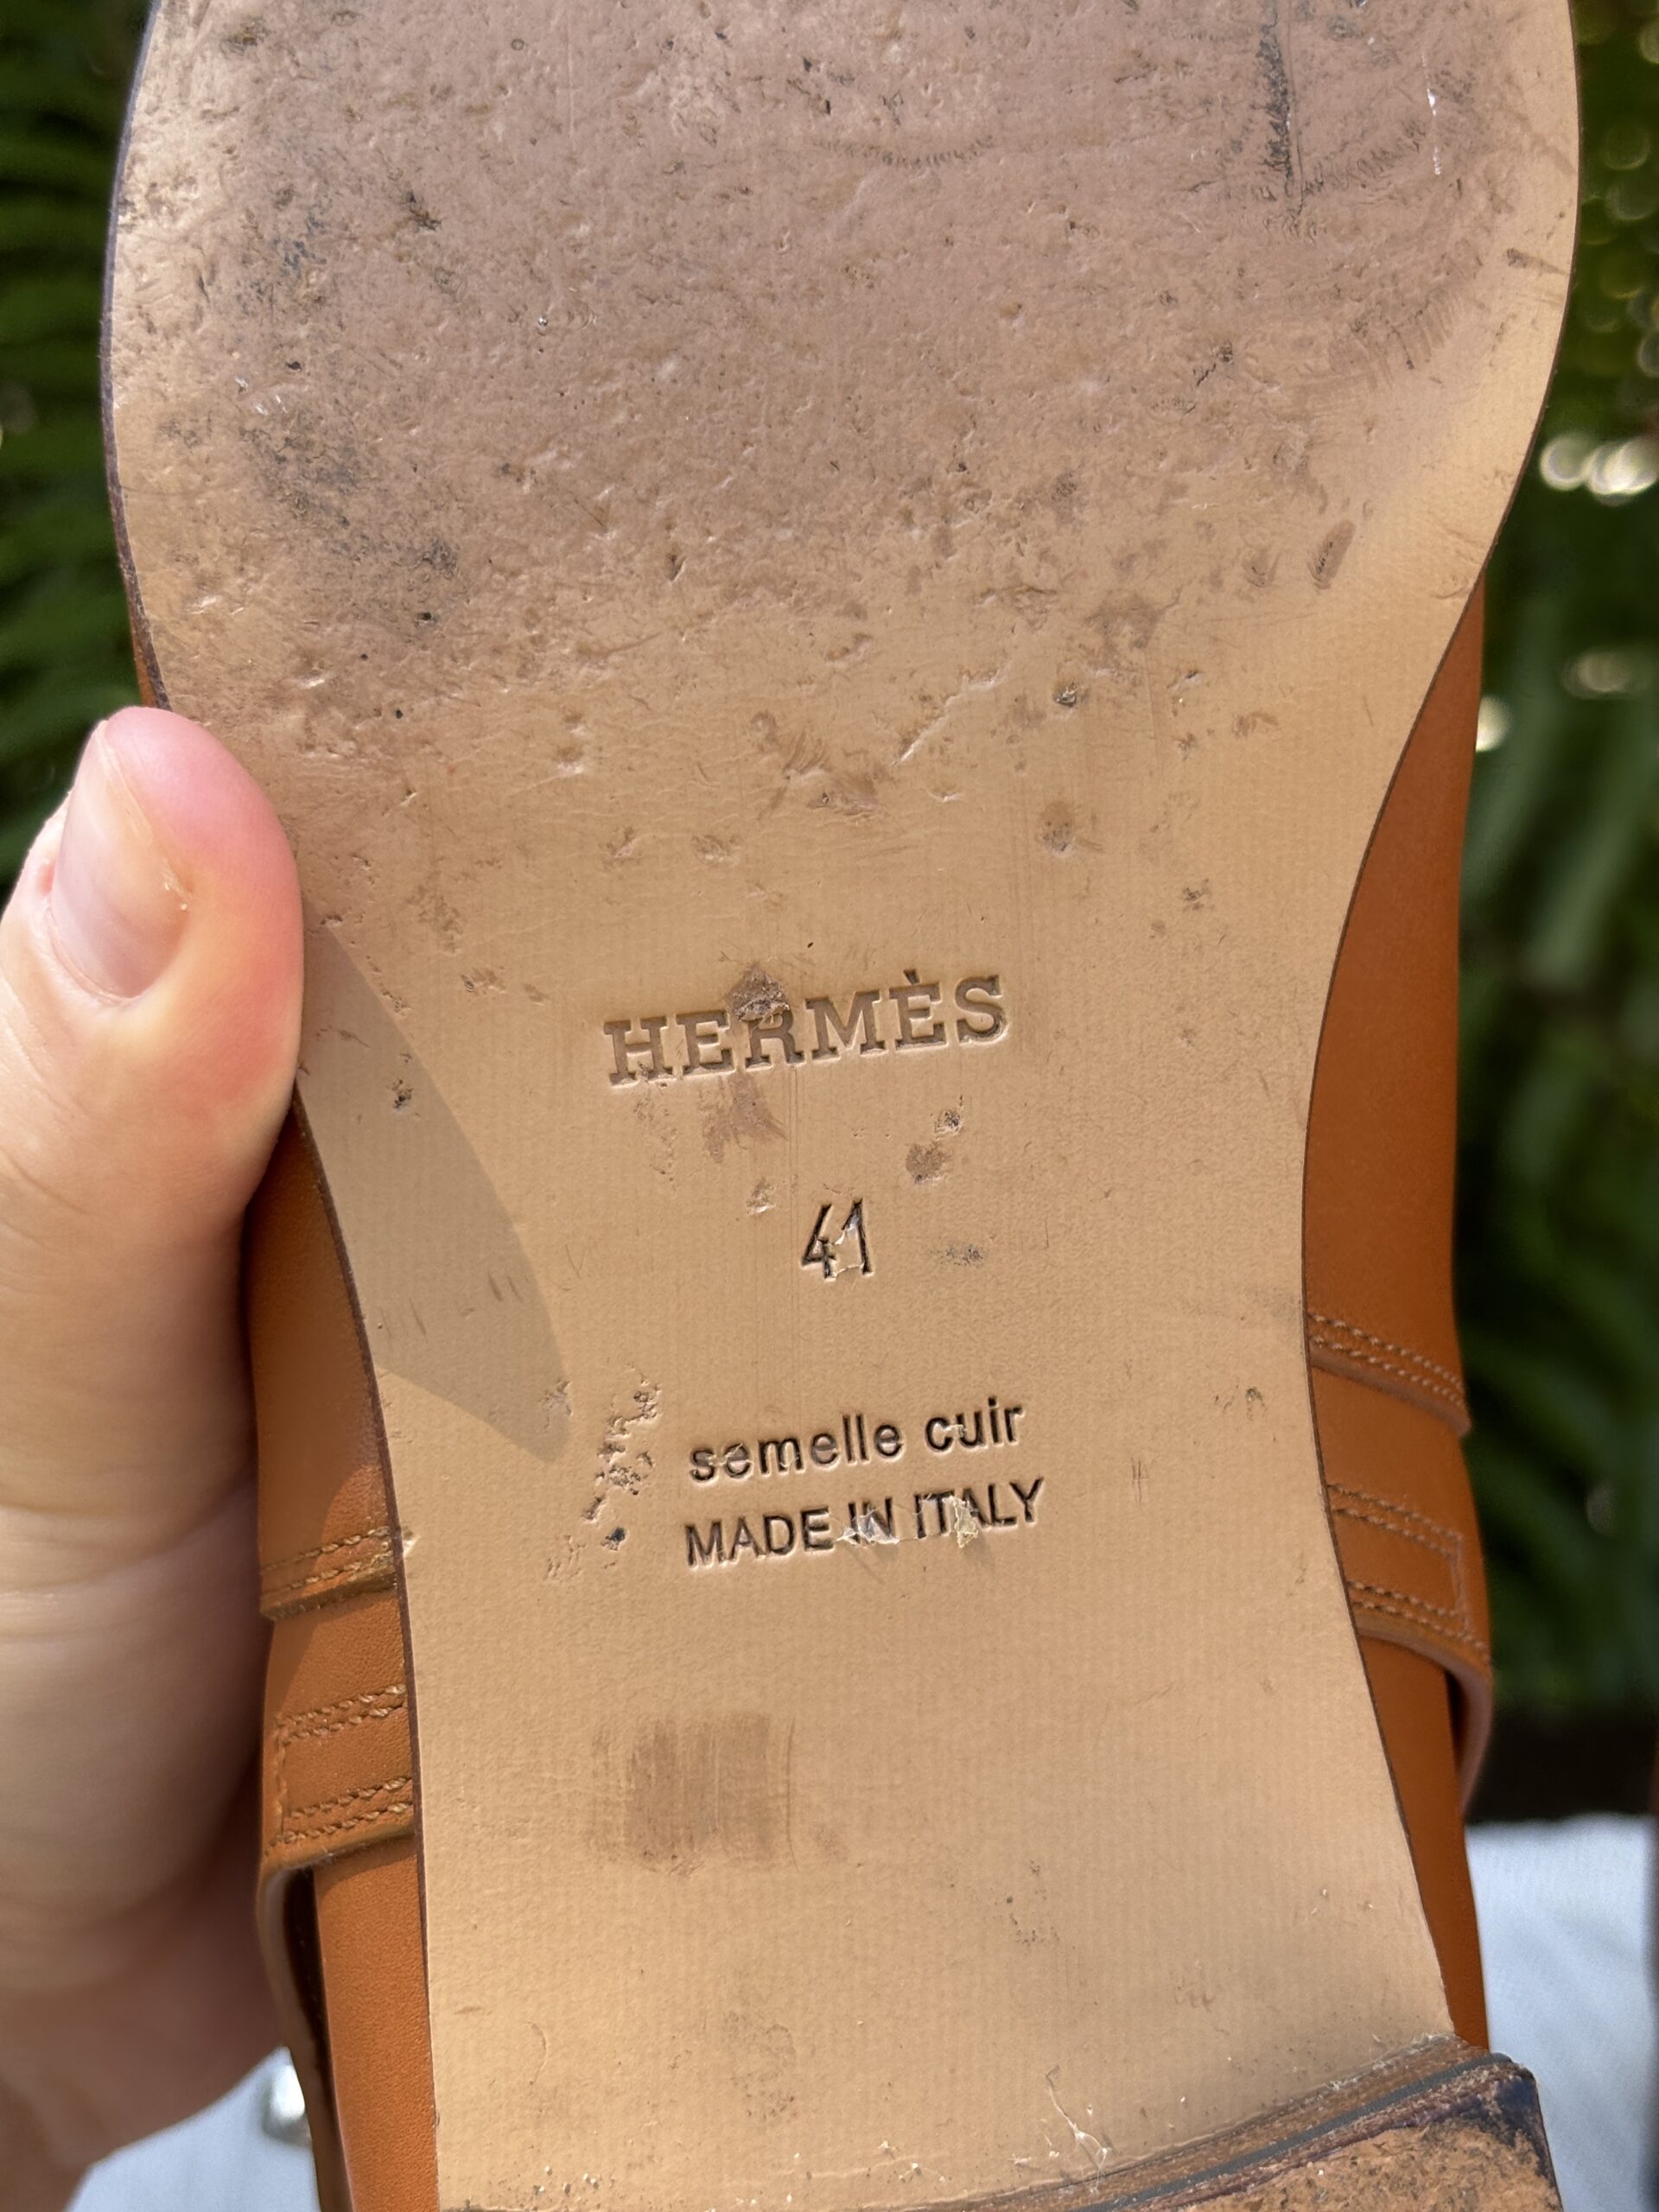 HERMÈS
41
semelle cuir
MADE IN ITALY